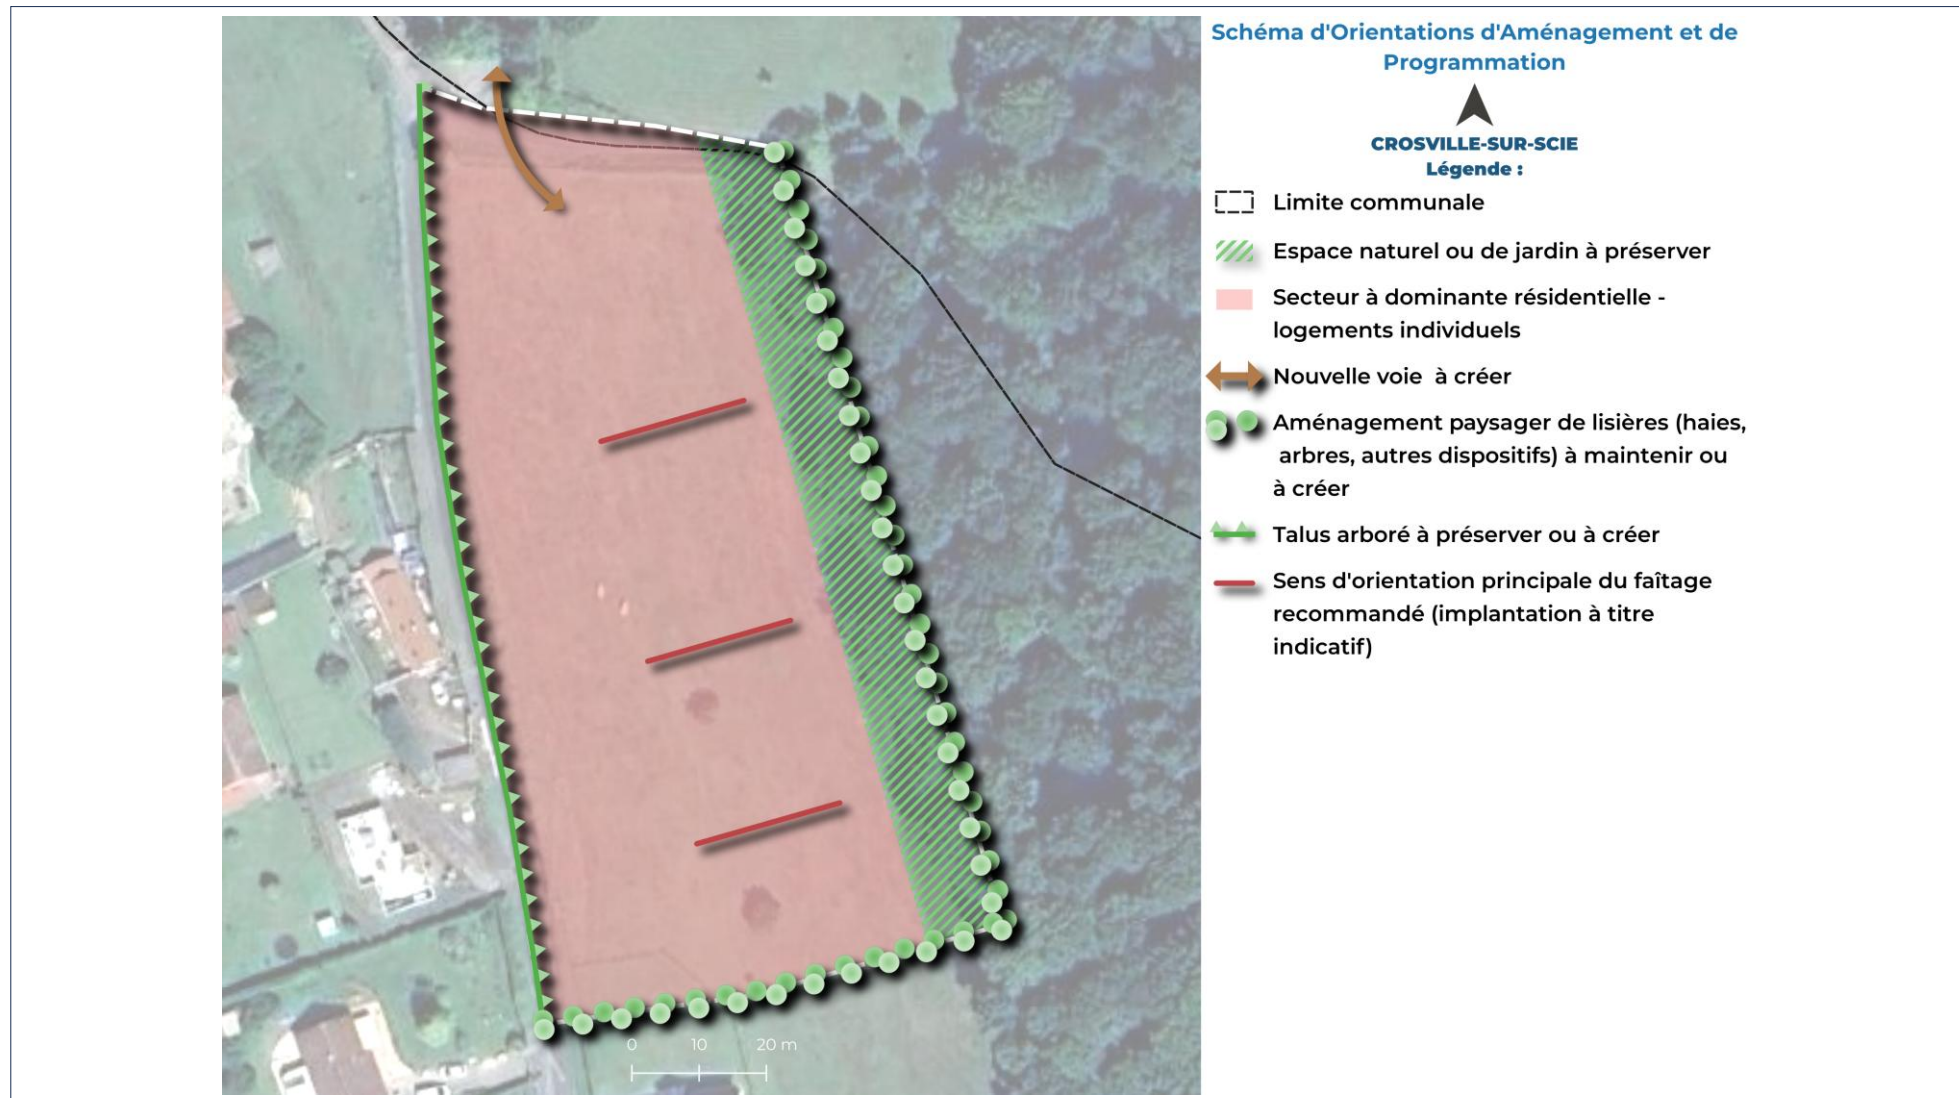 Schéma d'Orientations d'Aménagement et de
Programmation
CROSVILLE-SUR-SCIE
Légende :
Limite communale
Espace naturel ou de jardin à préserver
Secteur à dominante résidentielle -
logements individuels
Nouvelle voie à créer
Aménagement paysager de lisières (haies,
arbres, autres dispositifs) à maintenir ou
à créer
Talus arboré à préserver ou à créer
Sens d'orientation principale du faîtage
recommandé (implantation à titre
indicatif)
0 10 20 m